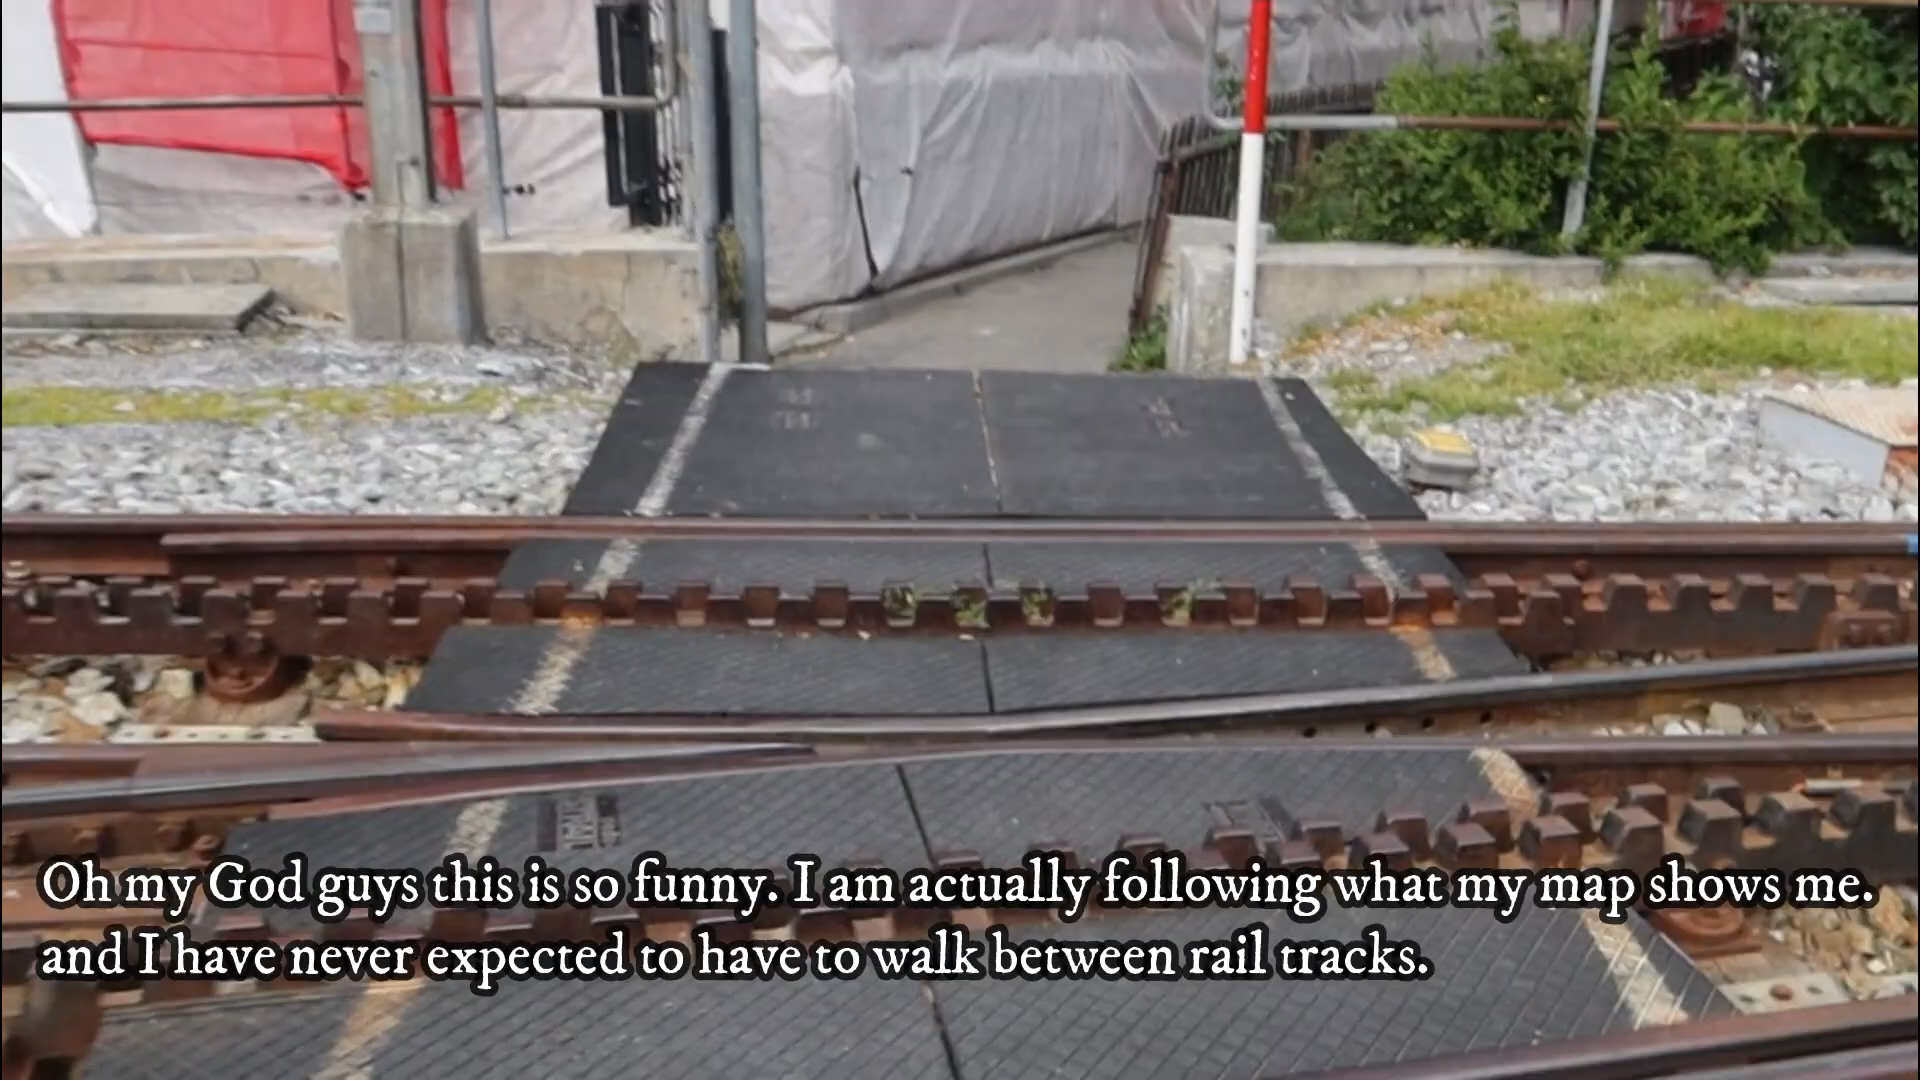 Oh my God guys this is so funny. I am actually following what my map shows me.
and I have never expected to have to walk between rail tracks.